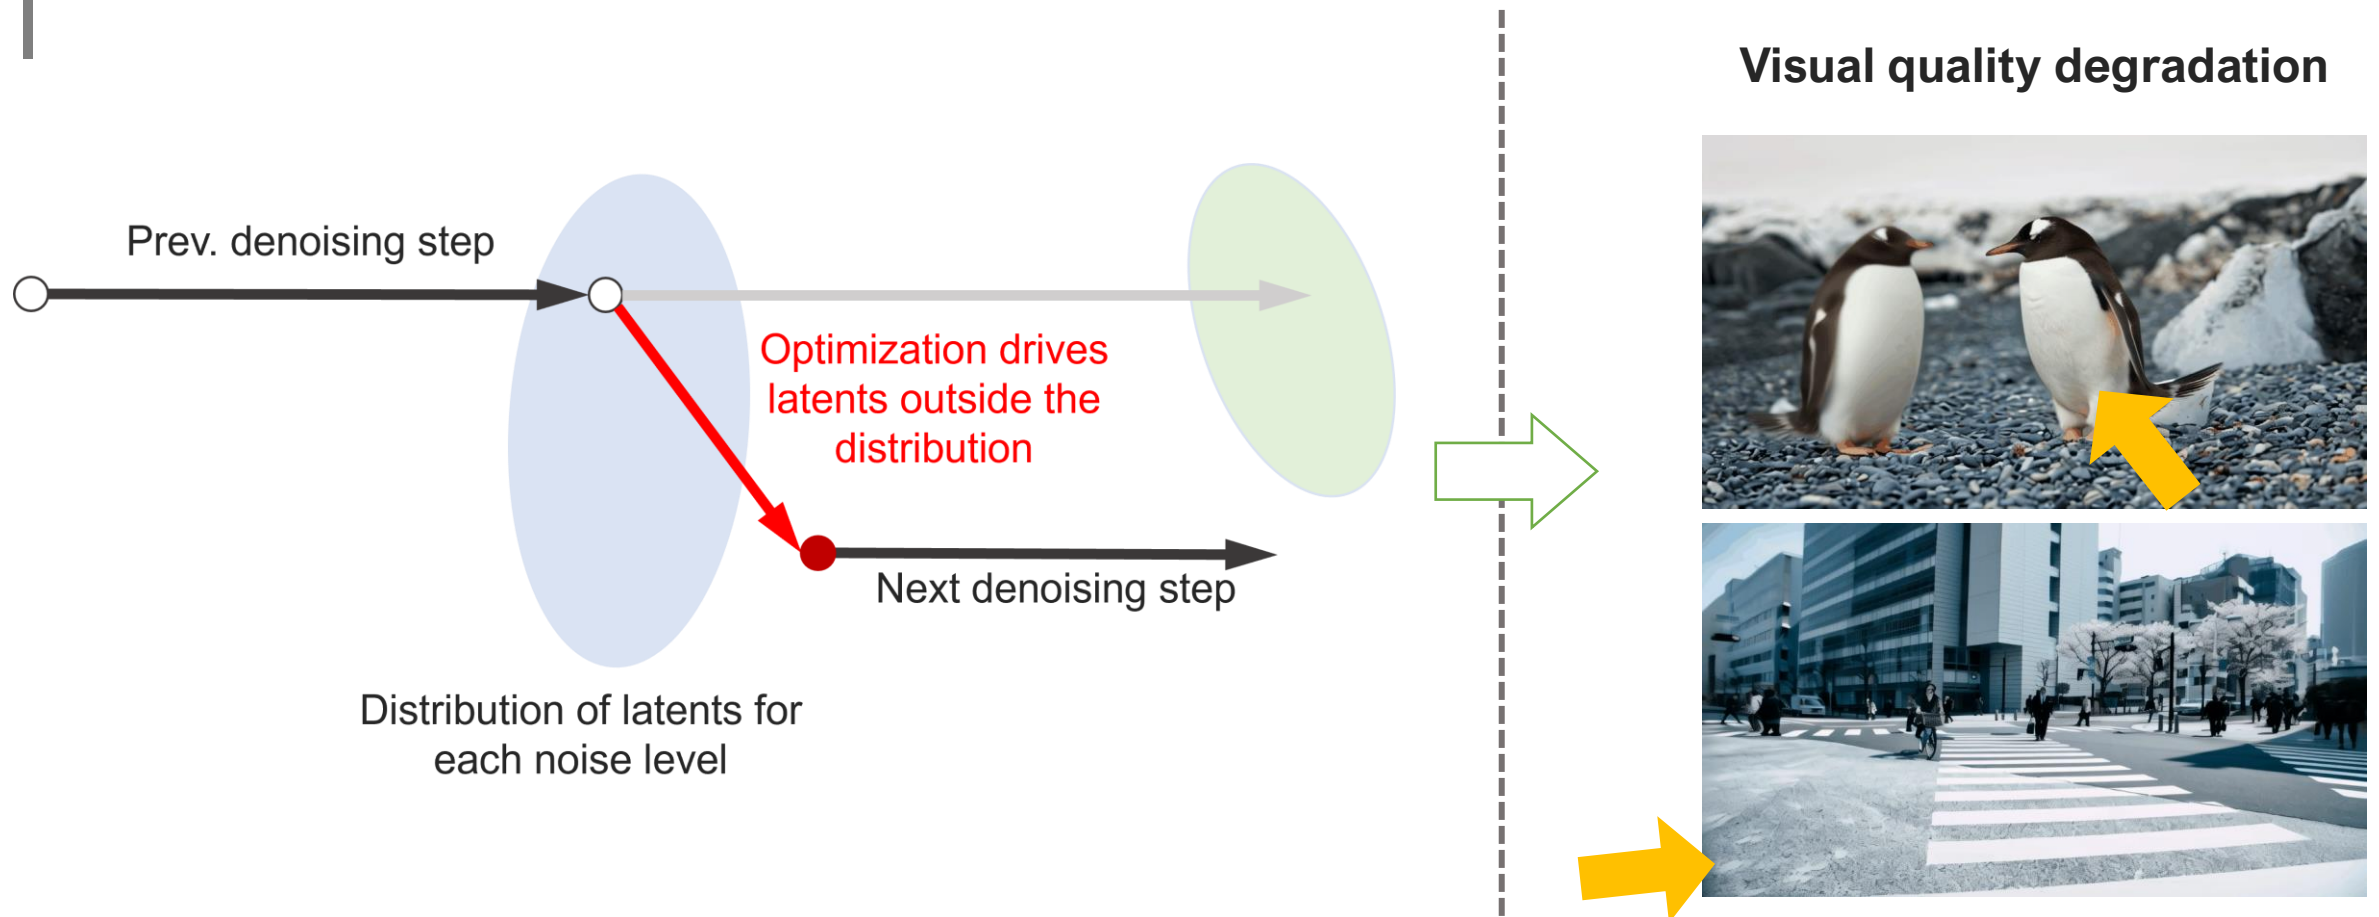 Visual quality degradation
Prev. denoising step
Optimization drives
latents outside the
distribution
Next denoising step
Distribution of latents for
each noise level